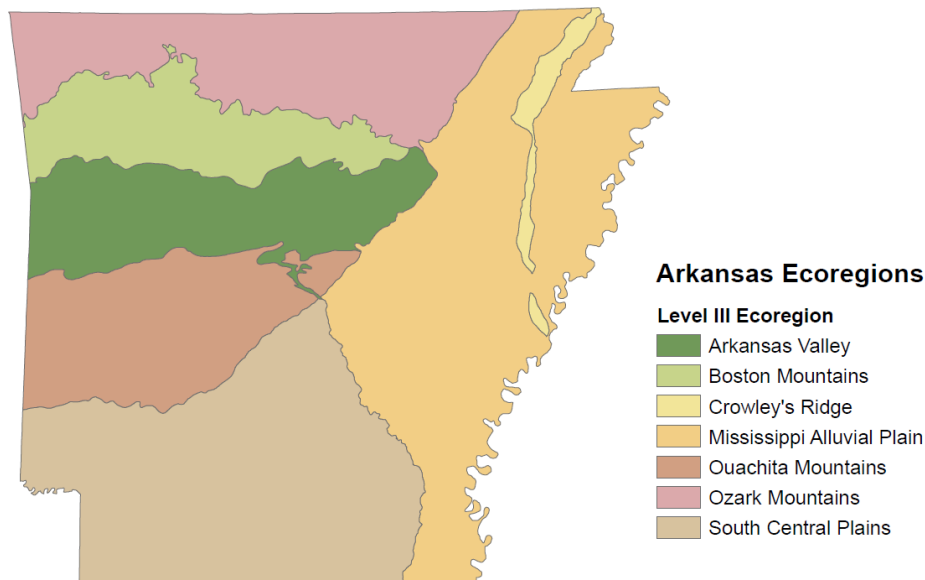 Arkansas Ecoregions
Level III Ecoregion
Arkansas Valley
Boston Mountains
Crowley's Ridge
Mississippi Alluvial Plain
Ouachita Mountains
Ozark Mountains
South Central Plains